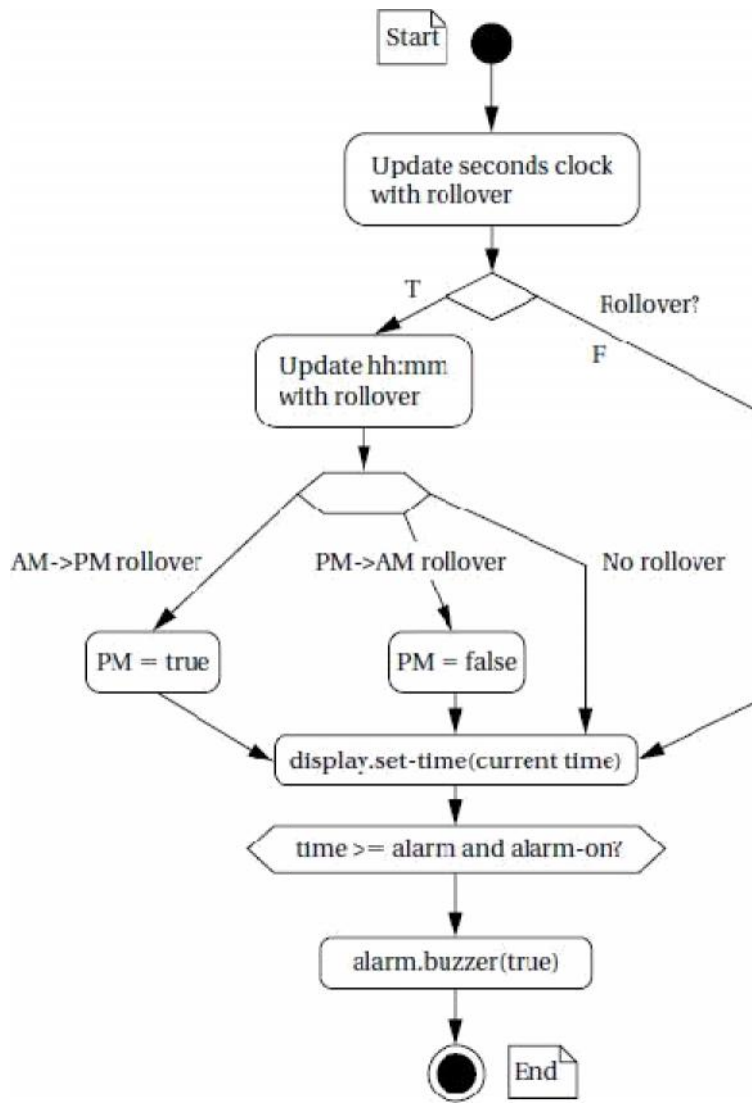 Start
Update seconds clock
with rollover
T
Rollover?
F
Update hh:mm
with rollover
AM->PM rollover
PM->AM rollover
No rollover
PM = true
PM = false
display.set-time(current time)
time >= alarm and alarm-on?
alarm.buzzer(true)
End